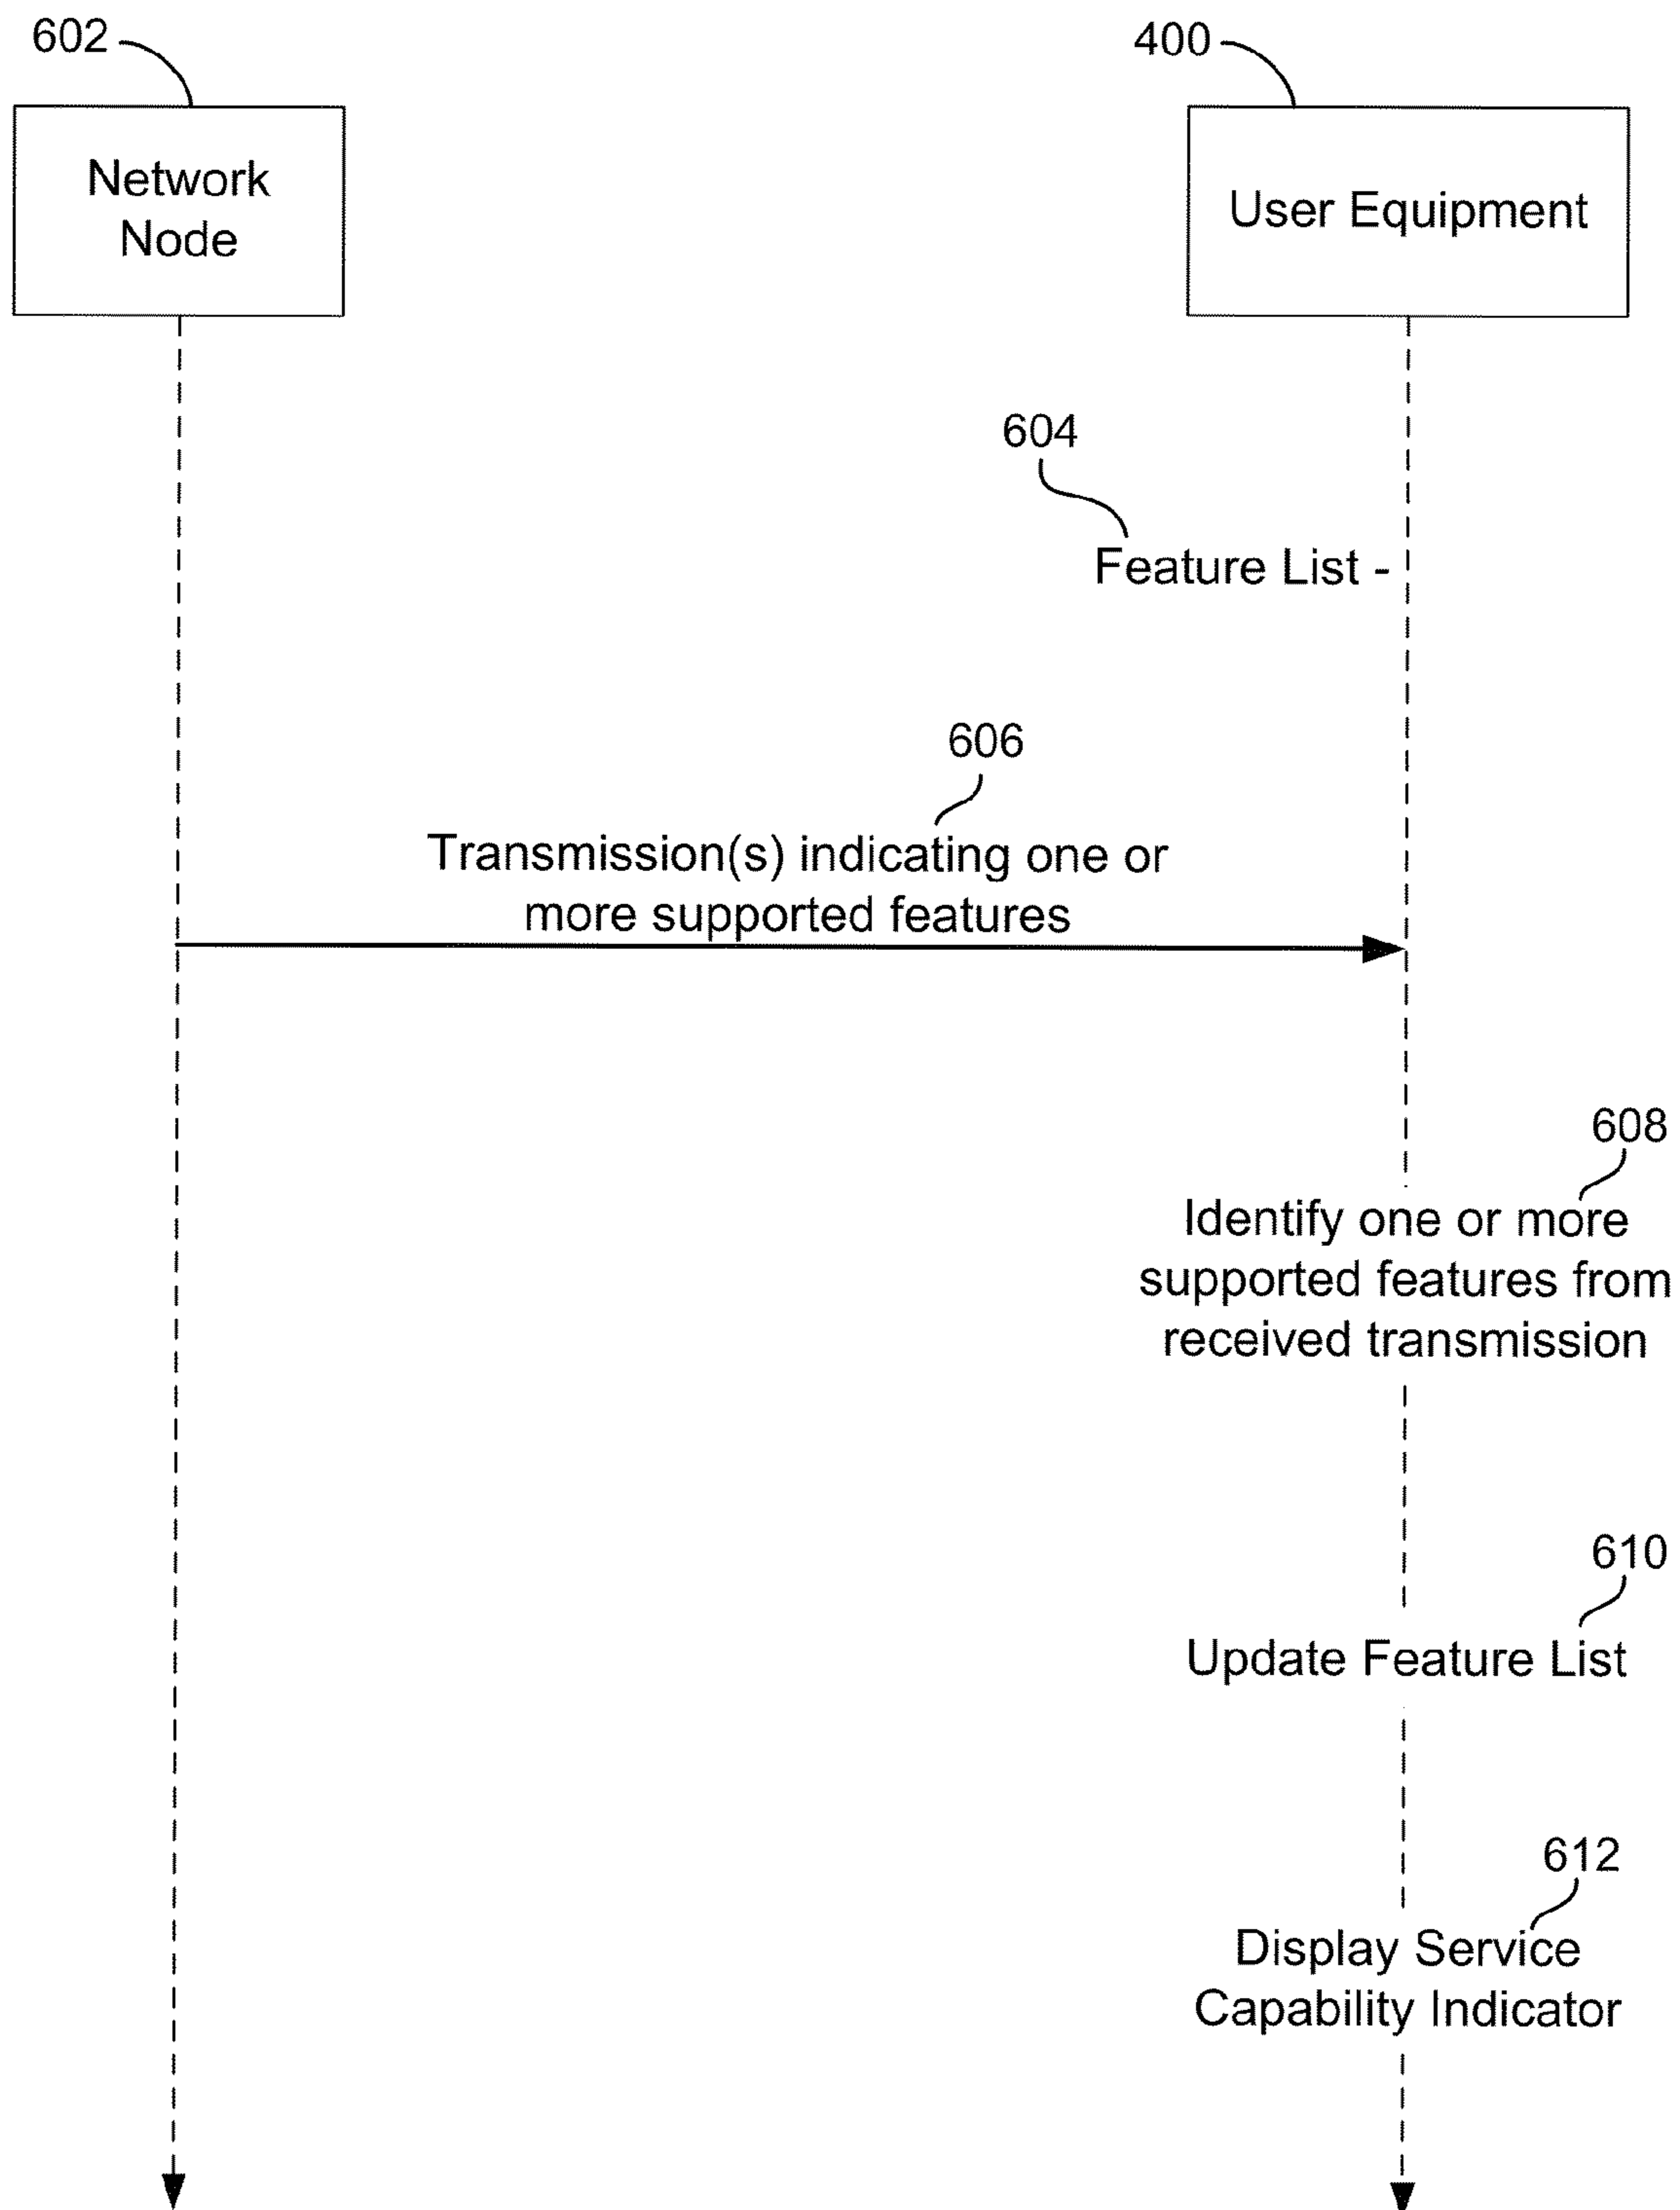 602
400
Network
Node
User Equipment
604
Feature List -
606
Transmission(s) indicating one or
more supported features
608
Identify one or more
supported features from
received transmission
610
Update Feature List
612
Display Service
Capability Indicator